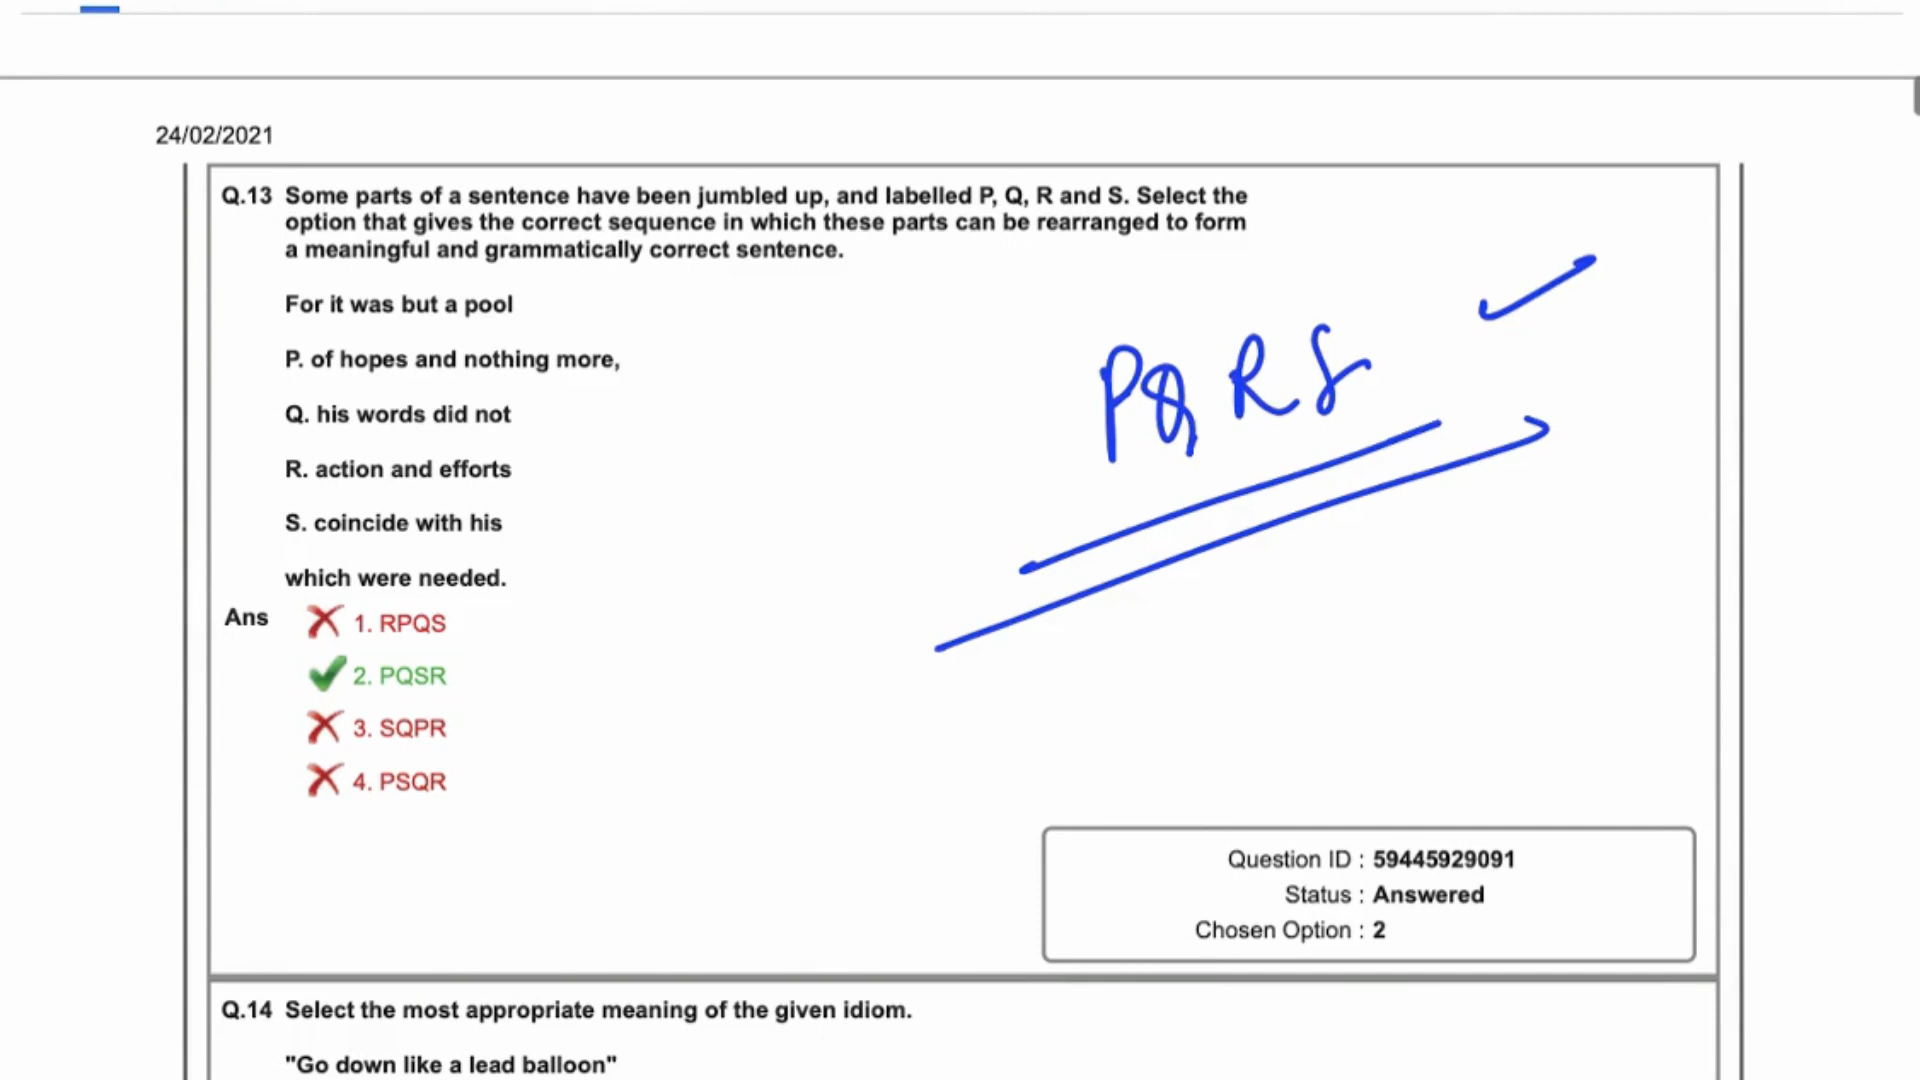 24/02/2021
Q.13 Some parts of a sentence have been jumbled up, and labelled P, Q, R and S. Select the
option that gives the correct sequence in which these parts can be rearranged to form
a meaningful and grammatically correct sentence.
For it was but a pool
P. of hopes and nothing more,
Q. his words did not
R. action and efforts
S. coincide with his
which were needed.
Ans
1. RPQS
2. PQSR
3. SQPR
4. PSQR
PQRS
Question ID : 59445929091
Status : Answered
Chosen Option : 2
Q.14 Select the most appropriate meaning of the given idiom.
"Go down like a lead balloon"